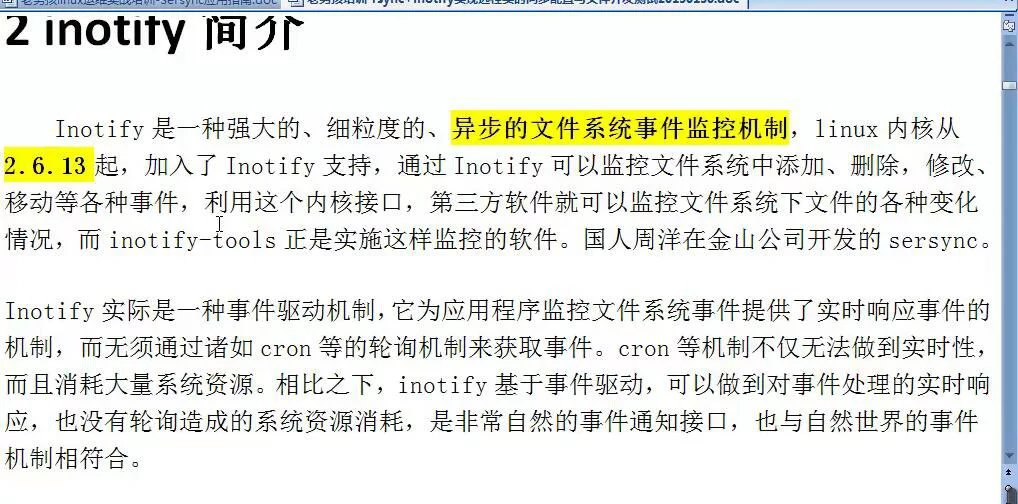 2 inotify 简介
Inotify 是一种强大的、细粒度的、异步的文件系统事件监控机制，linux 内核从
2.6.13 起，加入了 Inotify 支持，通过 Inotify 可以监控文件系统中添加、删除，修改、
移动等各种事件，利用这个内核接口，第三方软件就可以监控文件系统下文件的各种变化
情况，而 inotify-tools 正是实施这样监控的软件。国人周洋在金山公司开发的 sersync。
Inotify 实际是一种事件驱动机制，它为应用程序监控文件系统事件提供了实时响应事件的
机制，而无须通过诸如 cron 等的轮询机制来获取事件。cron 等机制不仅无法做到实时性，
而且消耗大量系统资源。相比之下，inotify 基于事件驱动，可以做到对事件处理的实时响
应，也没有轮询造成的系统资源消耗，是非常自然的事件通知接口，也与自然世界的事件
机制相符合。